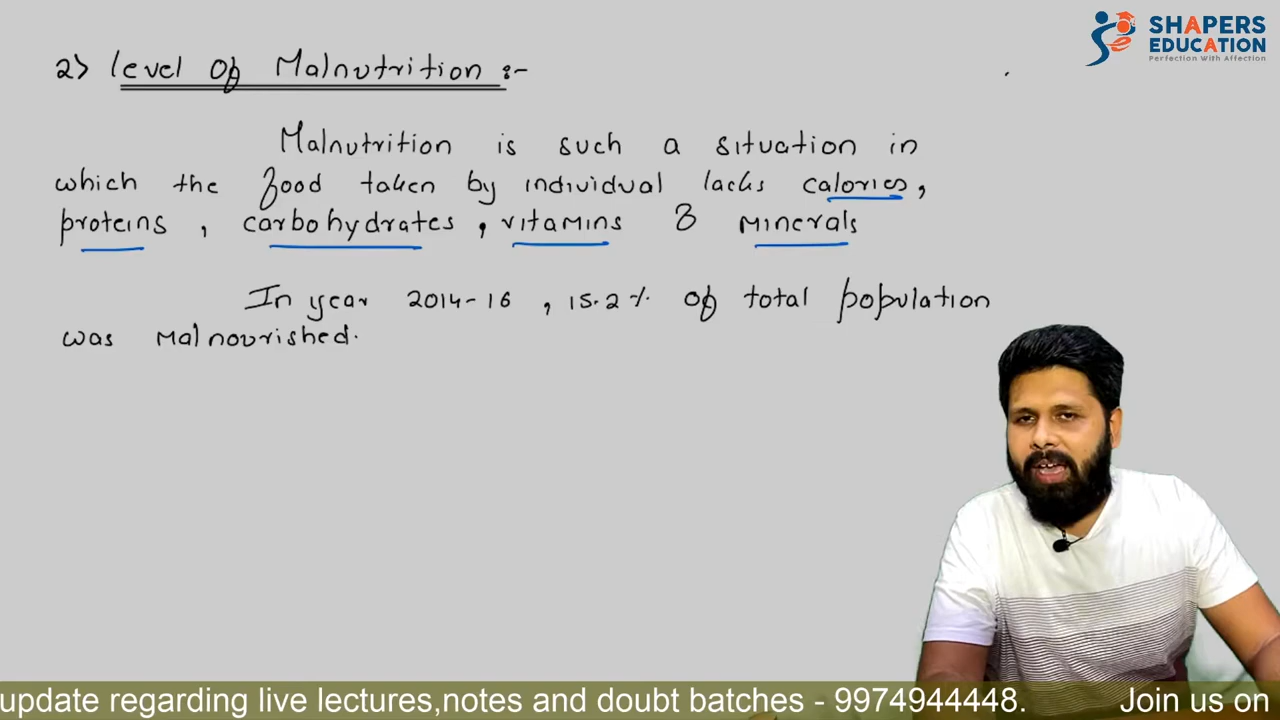 SHAPERS
EDUCATION
Perfection With Affection
2> Level Of Malnutrition :-
Malnutrition is such a situation in
which the food taken by individual lacks calories,
proteins , carbohydrates , vitamins & minerals
In year 2014-16 , 15.2% of total population
was Malnourished.
update regarding live lectures,notes and doubt batches - 9974944448. Join us on